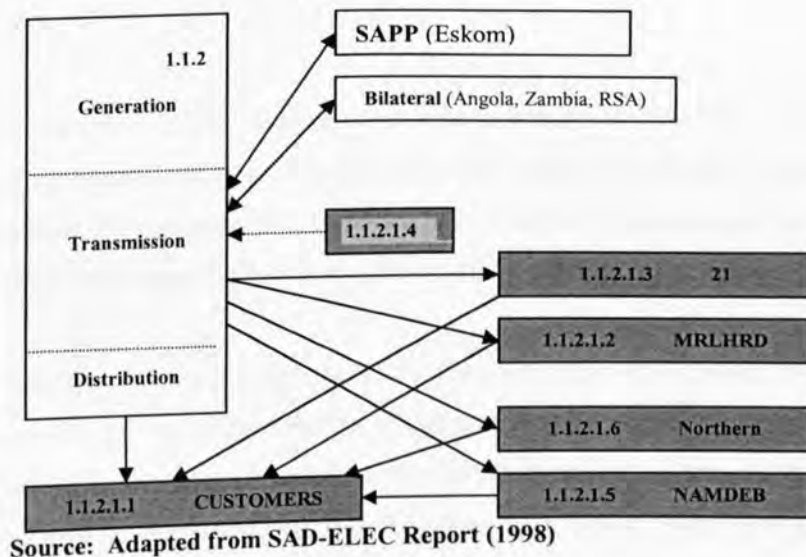 1.1.2
Generation
Transmission
Distribution
SAPP (Eskom)
Bilateral (Angola, Zambia, RSA)
1.1.2.1.4
1.1.2.1.3 21
1.1.2.1.2 MRLHRD
1.1.2.1.6 Northern
1.1.2.1.5 NAMDEB
1.1.2.1.1 CUSTOMERS
Source: Adapted from SAD-ELEC Report (1998)